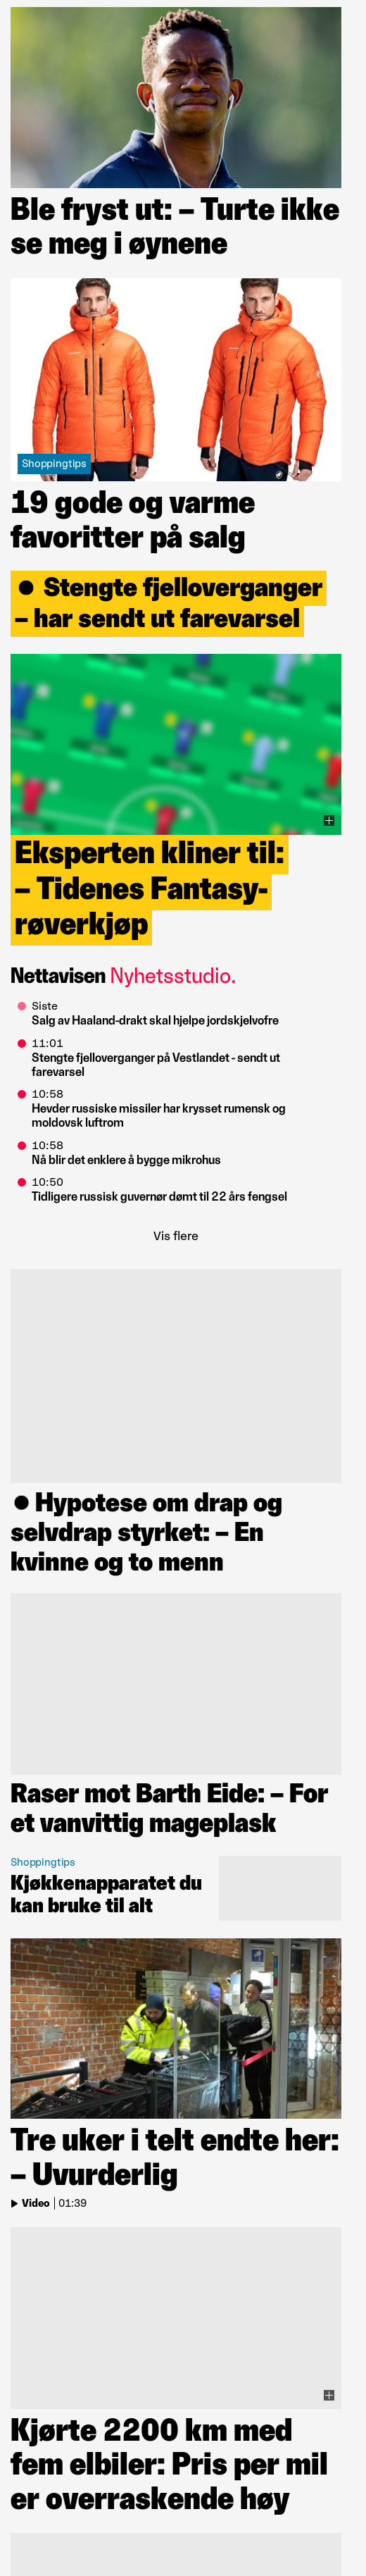 Ble fryst ut: – Turte ikke
se meg i øynene
Shoppingtips
19 gode og varme
favoritter på salg
Stengte fjelloverganger
– har sendt ut farevarsel
Eksperten kliner til:
– Tidenes Fantasy-
røverkjøp
Nettavisen Nyhetsstudio.
Siste
Salg av Haaland-drakt skal hjelpe jordskjelvofre
11:01
Stengte fjelloverganger på Vestlandet - sendt ut
farevarsel
10:58
Hevder russiske missiler har krysset rumensk og
moldovsk luftrom
10:58
Nå blir det enklere å bygge mikrohus
10:50
Tidligere russisk guvernør dømt til 22 års fengsel
Vis flere
Hypotese om drap og
selvdrap styrket: – En
kvinne og to menn
Raser mot Barth Eide: – For
et vanvittig mageplask
Shoppingtips
Kjøkkenapparatet du
kan bruke til alt
Tre uker i telt endte her:
– Uvurderlig
Video | 01:39
Kjørte 2200 km med
fem elbiler: Pris per mil
er overraskende høy